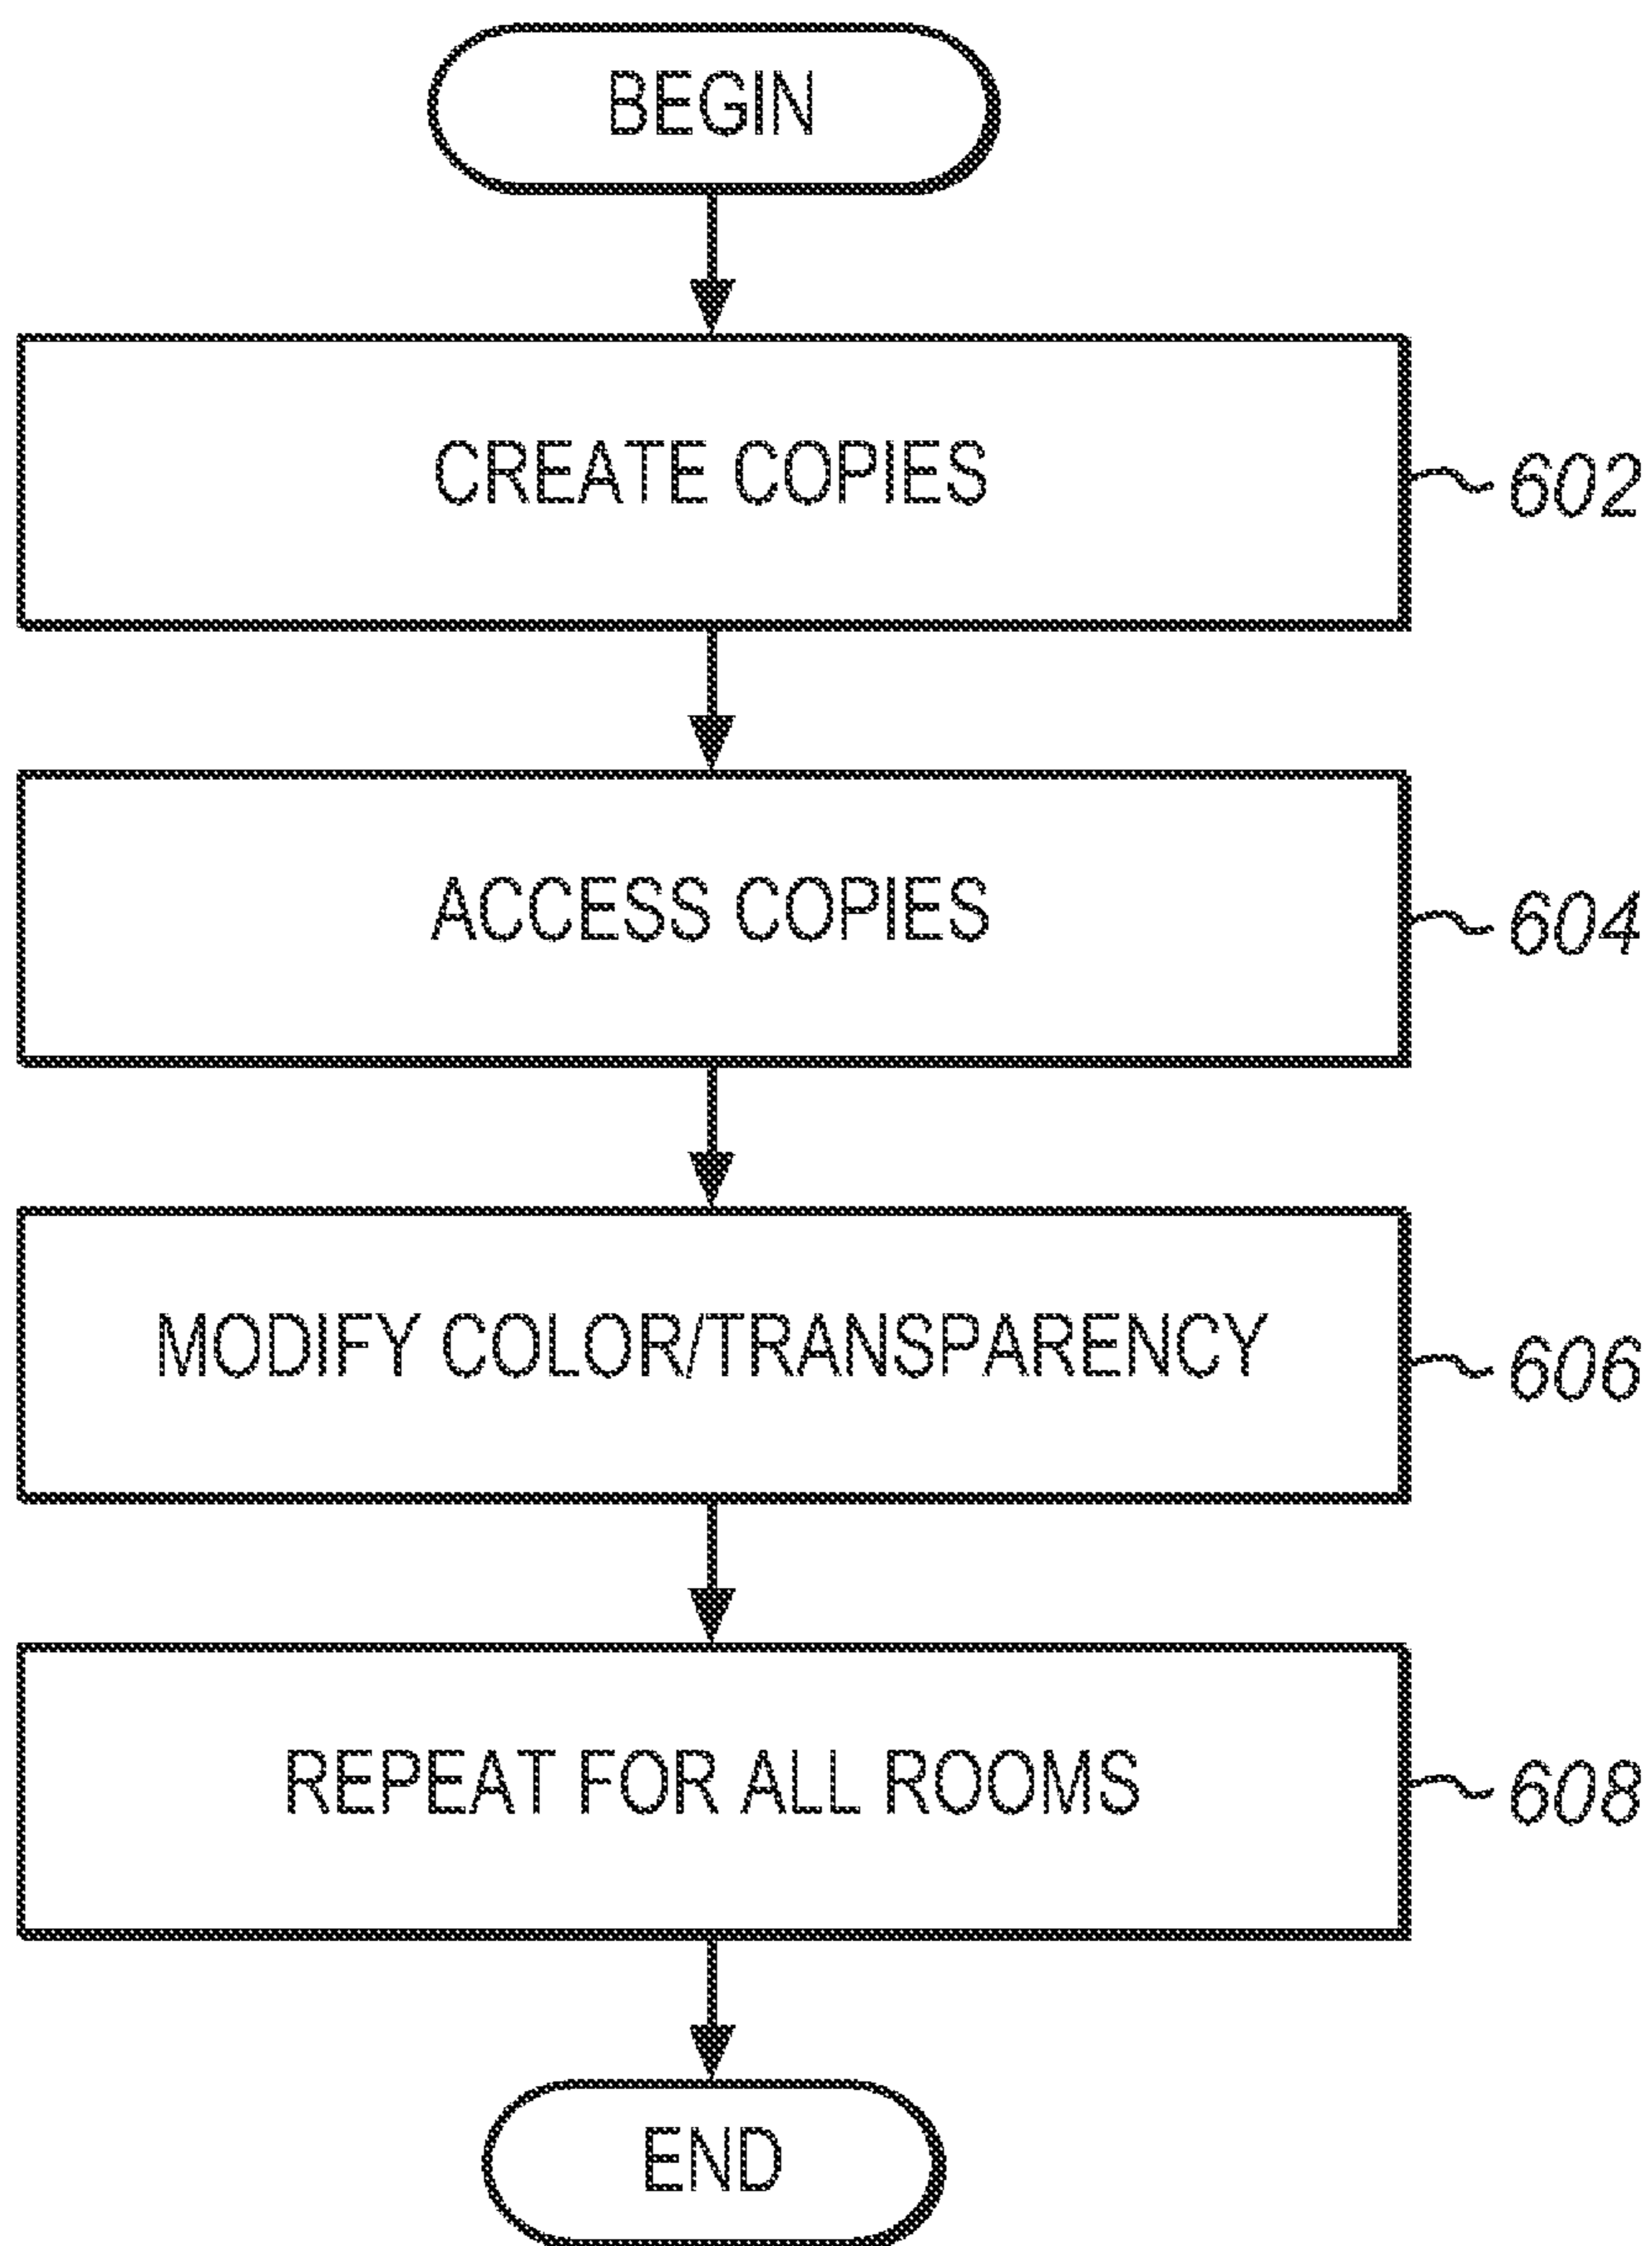 BEGIN
CREATE COPIES
602
ACCESS COPIES
604
MODIFY COLOR/TRANSPARENCY
606
REPEAT FOR ALL ROOMS
608
END